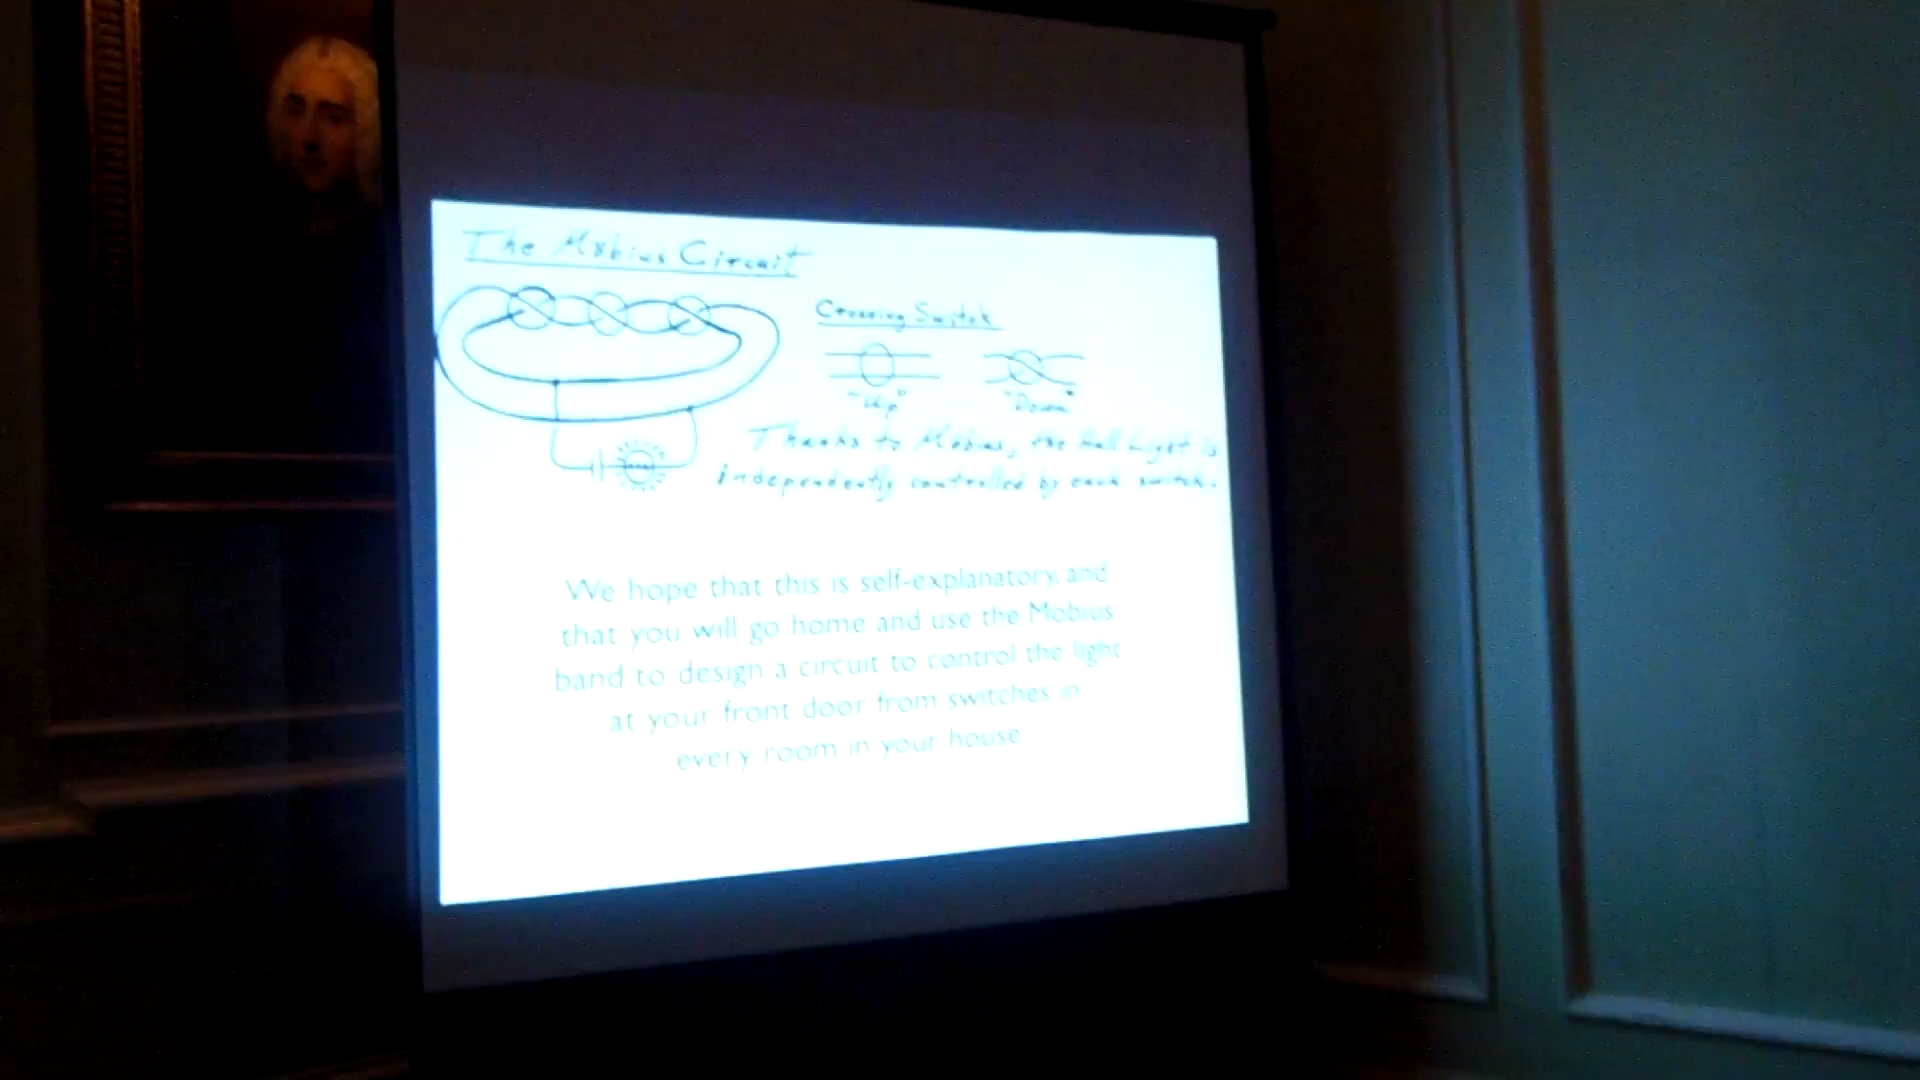 The Möbius Circuit
Crossing Switch
"Up" "Down"
Thanks to Möbius, the Hall Light is
independently controlled by each switch.
We hope that this is self-explanatory, and
that you will go home and use the Mobius
band to design a circuit to control the light
at your front door from switches in
every room in your house